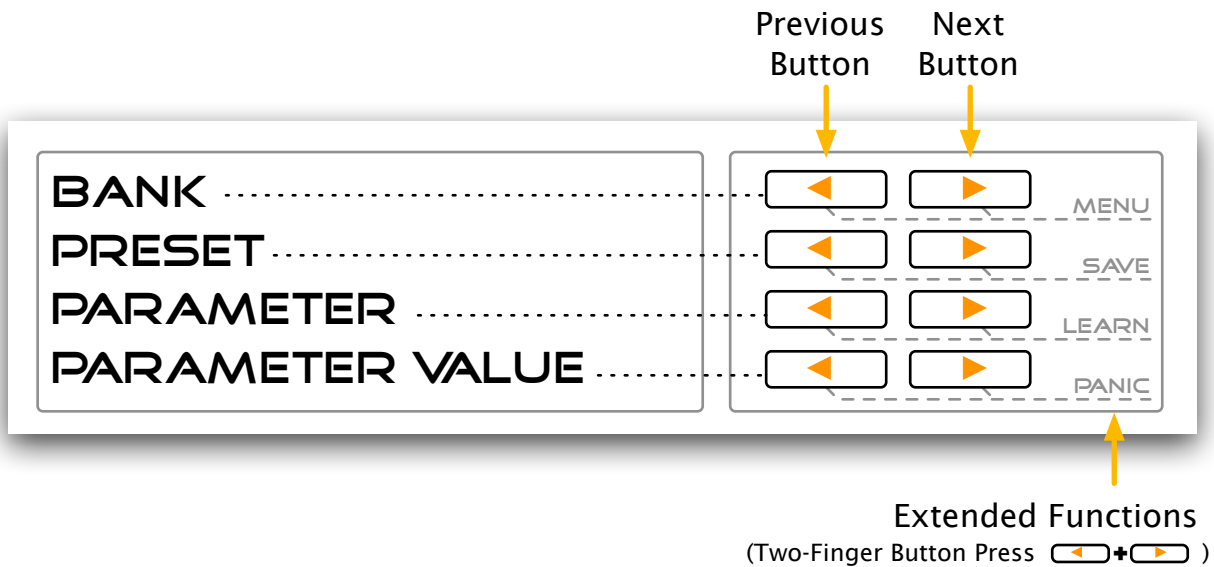 Previous Button
Next Button
BANK
MENU
PRESET
SAVE
PARAMETER
LEARN
PARAMETER VALUE
PANIC
Extended Functions
(Two-Finger Button Press + )